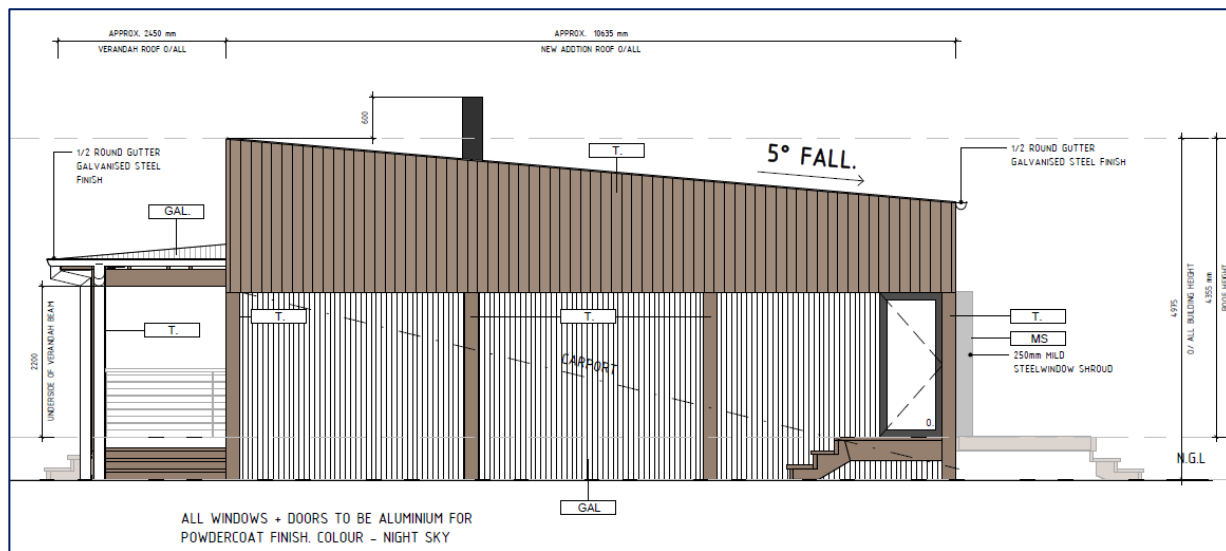 APPROX. 2450 mm
VERANDAH ROOF O/ALL
APPROX. 10635 mm
NEW ADDTION ROOF O/ALL
600
1/2 ROUND GUTTER
GALVANISED STEEL
FINISH
T.
5° FALL.
1/2 ROUND GUTTER
GALVANISED STEEL FINISH
GAL.
2200
UNDERSIDE OF VERANDAH BEAM
T.
T.
T.
CARPORT
O.
T.
MS
250mm MILD
STEELWINDOW SHROUD
4975
O/ ALL BUILDING HEIGHT
4355 mm
ROOF HEIGHT
N.G.L
GAL
ALL WINDOWS + DOORS TO BE ALUMINIUM FOR
POWDERCOAT FINISH. COLOUR - NIGHT SKY